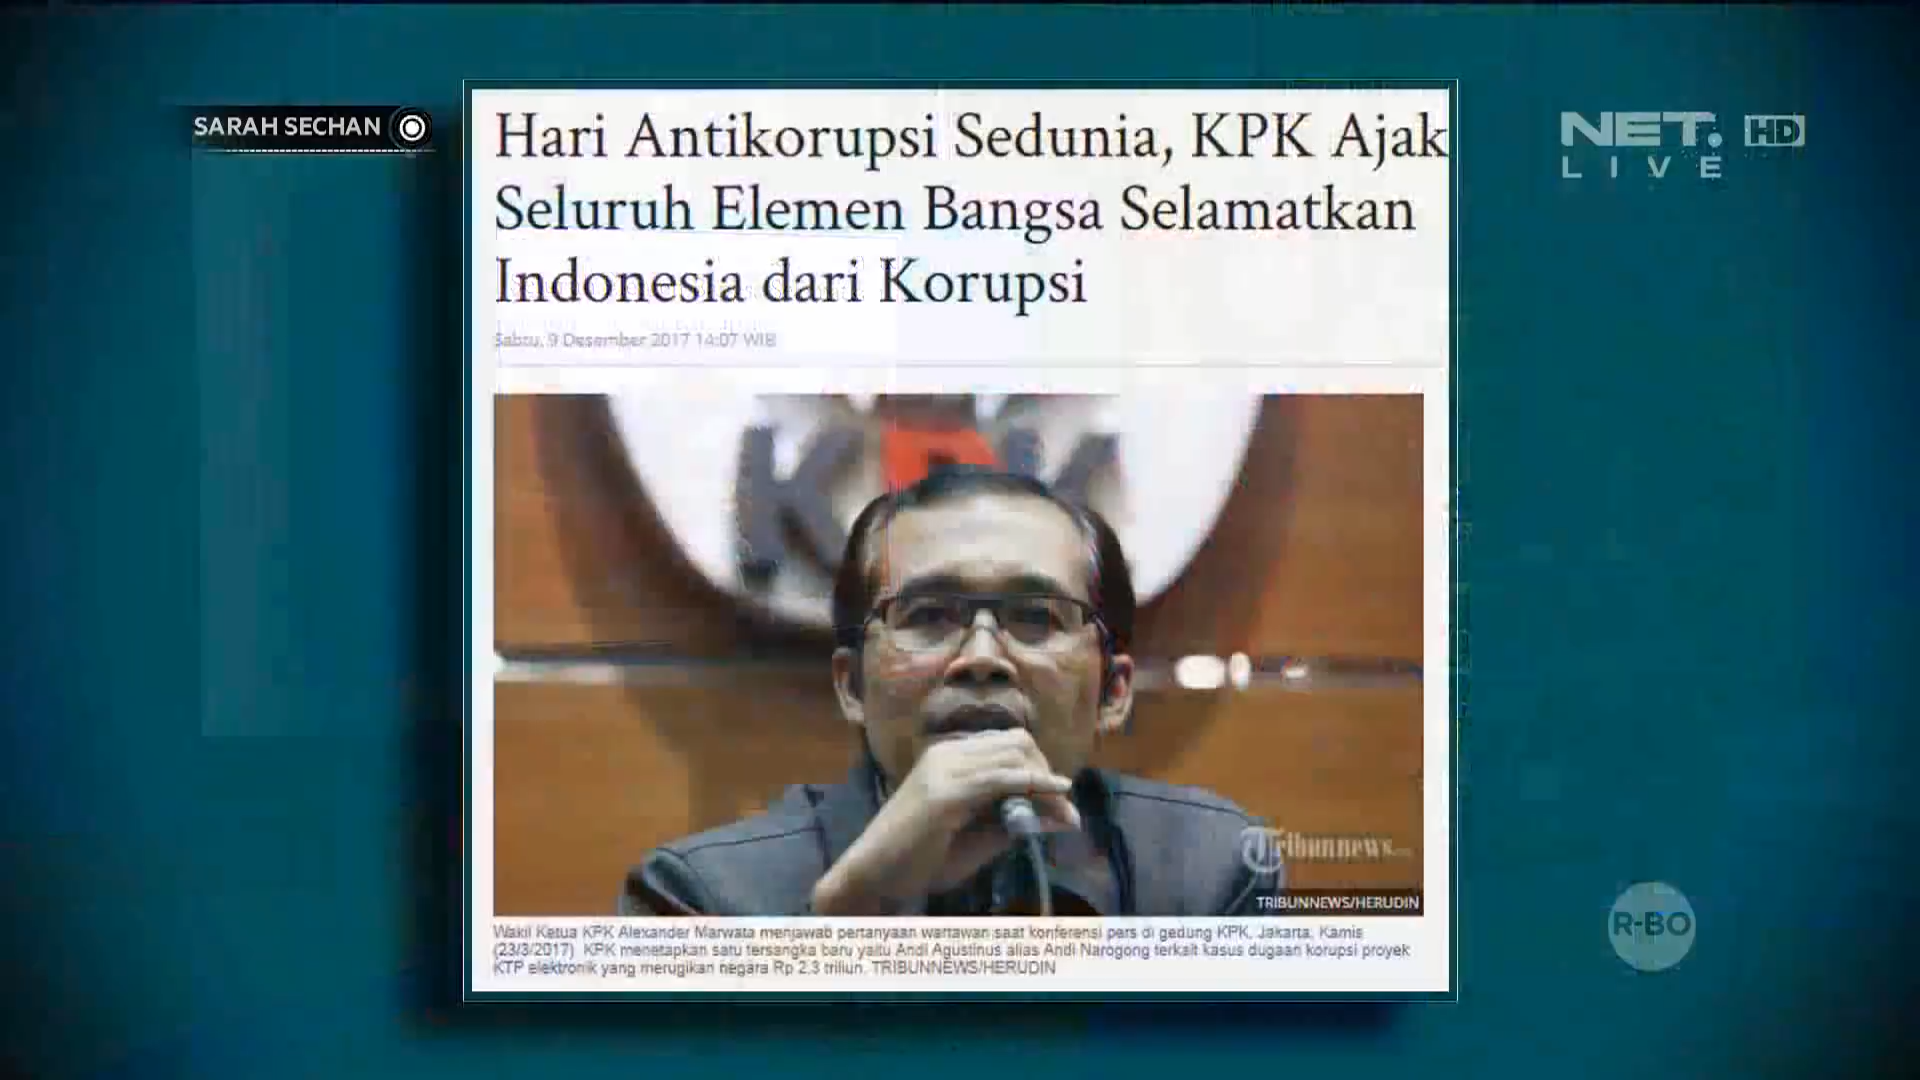 SARAH SECHAN
NET. HD
LIVE
Hari Antikorupsi Sedunia, KPK Ajak
Seluruh Elemen Bangsa Selamatkan
Indonesia dari Korupsi
Sabtu, 9 Desember 2017 14:07 WIB
KPK
Tribunnews
TRIBUNNEWS/HERUDIN
Wakil Ketua KPK Alexander Marwata menjawab pertanyaan wartawan saat konferensi pers di gedung KPK, Jakarta, Kamis
(23/3/2017) KPK menetapkan satu tersangka baru yaitu Andi Agustinus alias Andi Narogong terkait kasus dugaan korupsi proyek
KTP elektronik yang merugikan negara Rp 2,3 triliun. TRIBUNNEWS/HERUDIN
R-BO